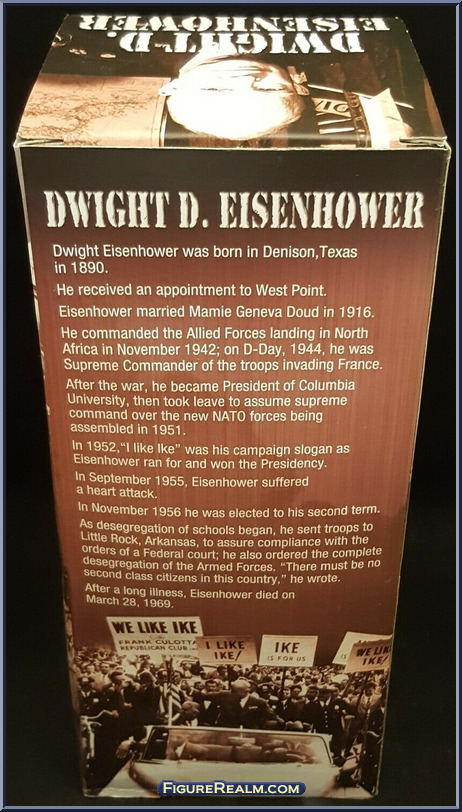 DWIGHT D.
EISENHOWER
DWIGHT D. EISENHOWER
Dwight Eisenhower was born in Denison,Texas
in 1890.
He received an appointment to West Point.
Eisenhower married Mamie Geneva Doud in 1916.
He commanded the Allied Forces landing in North
Africa in November 1942; on D-Day, 1944, he was
Supreme Commander of the troops invading France.
After the war, he became President of Columbia
University, then took leave to assume supreme
command over the new NATO forces being
assembled in 1951.
In 1952,"I like Ike" was his campaign slogan as
Eisenhower ran for and won the Presidency.
In September 1955, Eisenhower suffered
a heart attack.
In November 1956 he was elected to his second term.
As desegregation of schools began, he sent troops to
Little Rock, Arkansas, to assure compliance with the
orders of a Federal court; he also ordered the complete
desegregation of the Armed Forces. "There must be no
second class citizens in this country," he wrote.
After a long illness, Eisenhower died on
March 28, 1969.
WE LIKE IKE
FRANK CULOTTA
REPUBLICAN CLUB
I LIKE
IKE!
IKE
IS FOR US
WE LIK
IKE!
FIGUREREALM.COM